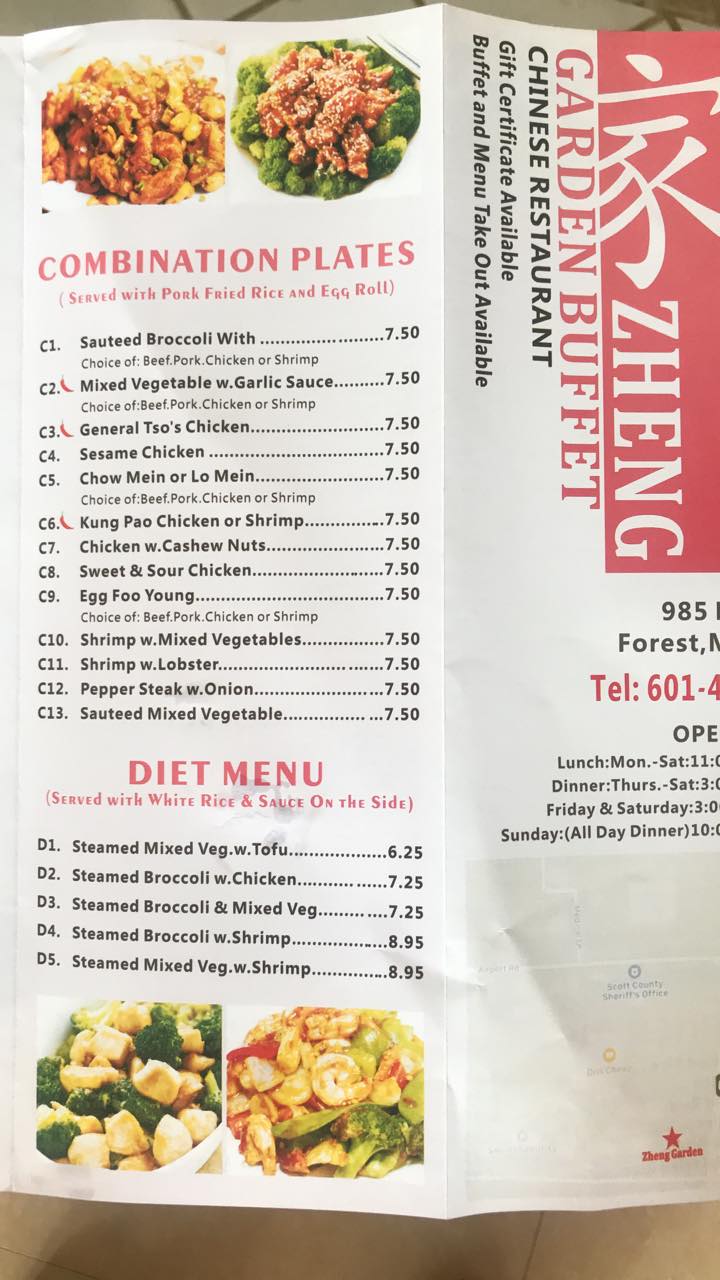 COMBINATION PLATES
( SERVED WITH PORK FRIED RICE AND EGG ROLL)
C1. Sauteed Broccoli With ......................7.50
Choice of: Beef.Pork.Chicken or Shrimp
C2. Mixed Vegetable w.Garlic Sauce..........7.50
Choice of:Beef.Pork.Chicken or Shrimp
C3. General Tso's Chicken..........................7.50
C4. Sesame Chicken ..................................7.50
C5. Chow Mein or Lo Mein.........................7.50
Choice of:Beef.Pork.Chicken or Shrimp
C6. Kung Pao Chicken or Shrimp...............7.50
C7. Chicken w.Cashew Nuts.......................7.50
C8. Sweet & Sour Chicken..........................7.50
C9. Egg Foo Young.....................................7.50
Choice of: Beef.Pork.Chicken or Shrimp
C10. Shrimp w.Mixed Vegetables................7.50
C11. Shrimp w.Lobster......................... .......7.50
C12. Pepper Steak w.Onion.........................7.50
C13. Sauteed Mixed Vegetable................ ...7.50
DIET MENU
(SERVED WITH WHITE RICE & SAUCE ON THE SIDE)
D1. Steamed Mixed Veg.w.Tofu...................6.25
D2. Steamed Broccoli w.Chicken........... ......7.25
D3. Steamed Broccoli & Mixed Veg......... ....7.25
D4. Steamed Broccoli w.Shrimp...................8.95
D5. Steamed Mixed Veg.w.Shrimp...............8.95
家
ZHENG
GARDEN BUFFET
CHINESE RESTAURANT
Gift Certificate Available
Buffet and Menu Take Out Available
985
Forest,
Tel: 601-4
OPE
Lunch:Mon.-Sat:11:0
Dinner:Thurs.-Sat:3:0
Friday & Saturday:3:0
Sunday:(All Day Dinner)10:0
Airport Rd
Scott County
Sheriff's Office
Zheng Garden